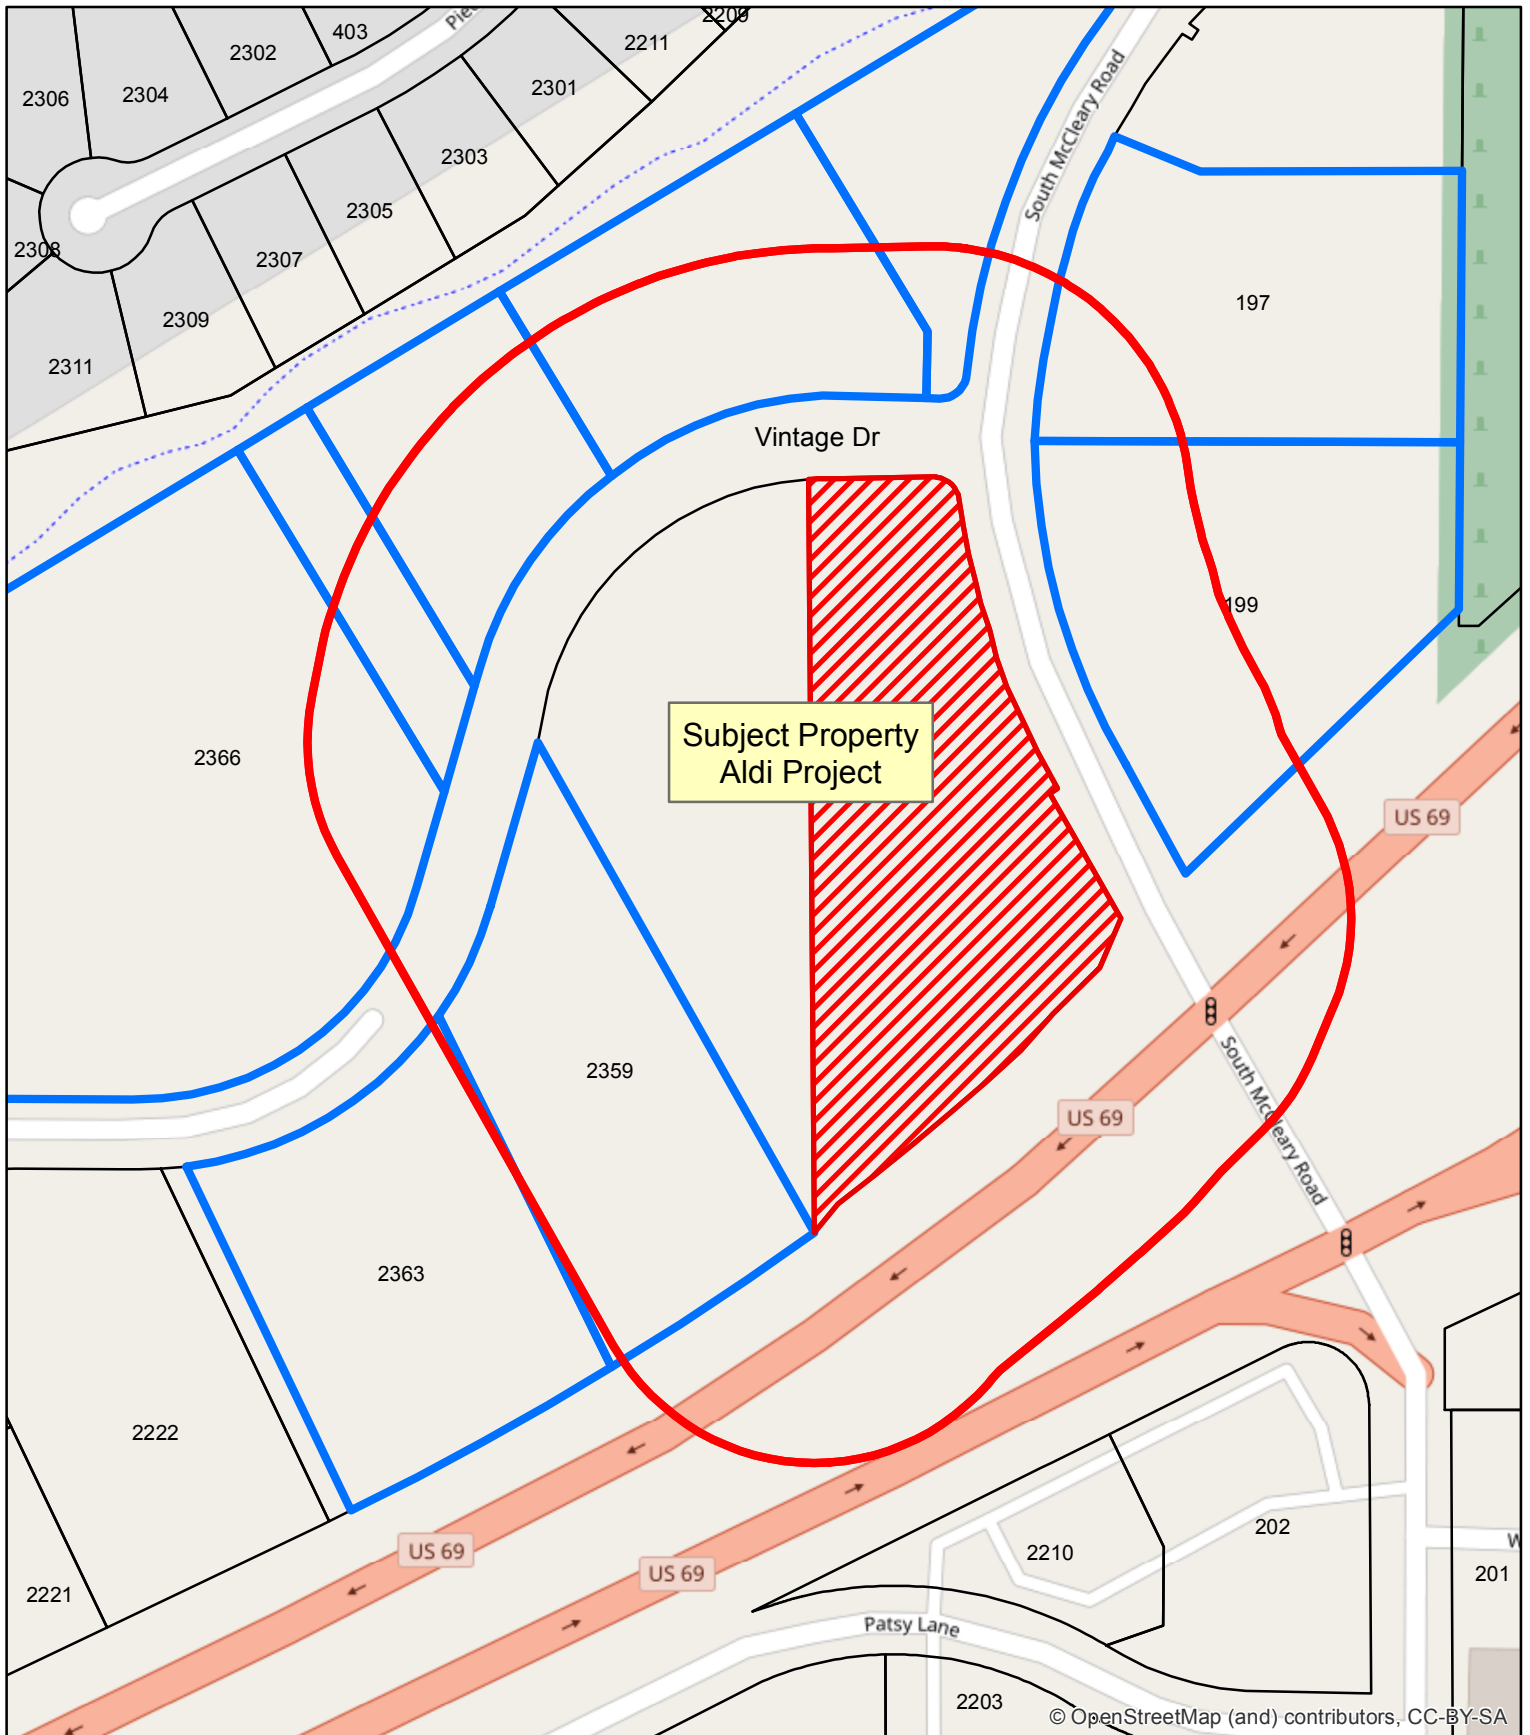 2209
403
2302
2211
2306
2304
2301
South McCleary Road
2303
2305
2308
2307
197
2309
2311
Vintage Dr
199
Subject Property
Aldi Project
2366
US 69
2359
South McCleary Road
US 69
2363
2222
US 69
202
2210
US 69
201
2221
Patsy Lane
2203
© OpenStreetMap (and) contributors, CC-BY-SA